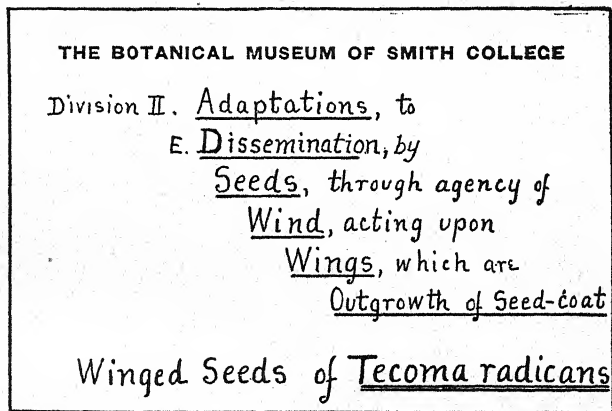 THE BOTANICAL MUSEUM OF SMITH COLLEGE
Division II. Adaptations, to
E. Dissemination, by
Seeds, through agency of
Wind, acting upon
Wings, which are
Outgrowth of Seed-coat
Winged Seeds of Tecoma radicans